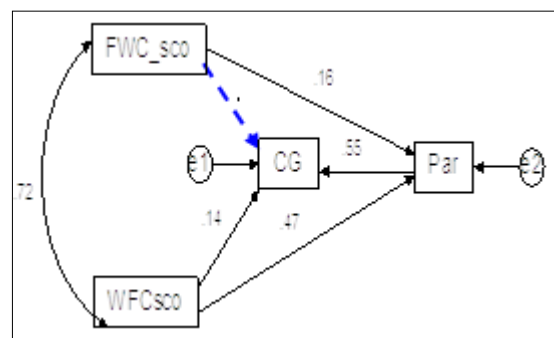 FWC_sco
.16
.72
e1
CG
.55
Par
e2
.14
.47
WFCsco